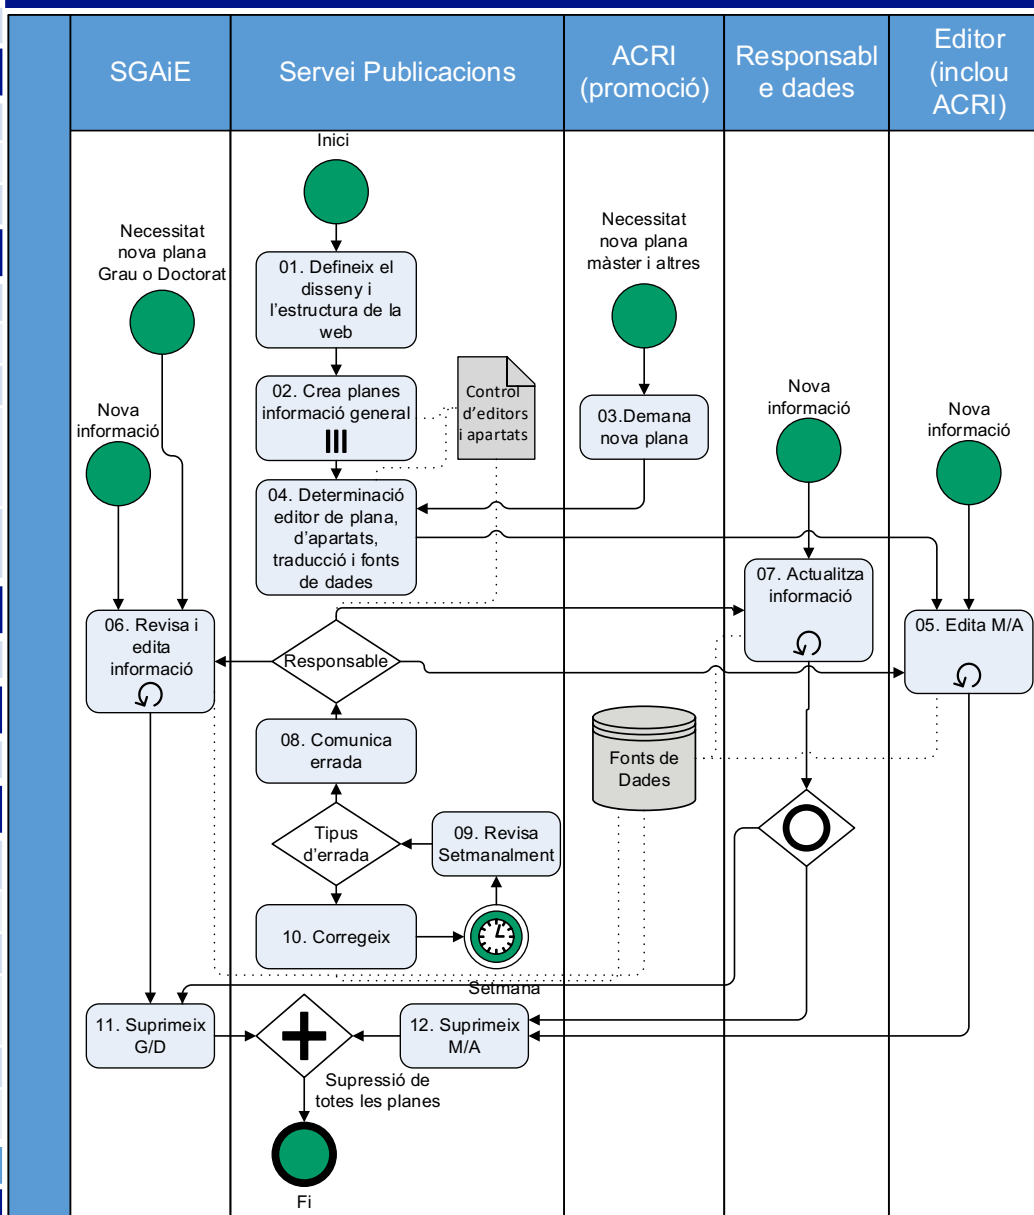 SGAiE
Servei Publicacions
ACRI
(promoció)
Responsabl
e dades
Editor
(inclou
ACRI)
Inici
Necessitat
nova plana
Grau o Doctorat
Necessitat
nova plana
màster i altres
01. Defineix el
disseny i
l'estructura de la
web
02. Crea planes
informació general
Control
d'editors
i apartats
03.Demana
nova plana
Nova
informació
Nova
informació
Nova
informació
04. Determinació
editor de plana,
d'apartats,
traducció i fonts
de dades
07. Actualitza
informació
06. Revisa i
edita
informació
Responsable
05. Edita M/A
08. Comunica
errada
Fonts de
Dades
Tipus
d'errada
09. Revisa
Setmanalment
10. Corregeix
Setmana
11. Suprimeix
G/D
12. Suprimeix
M/A
Supressió de
totes les planes
Fi